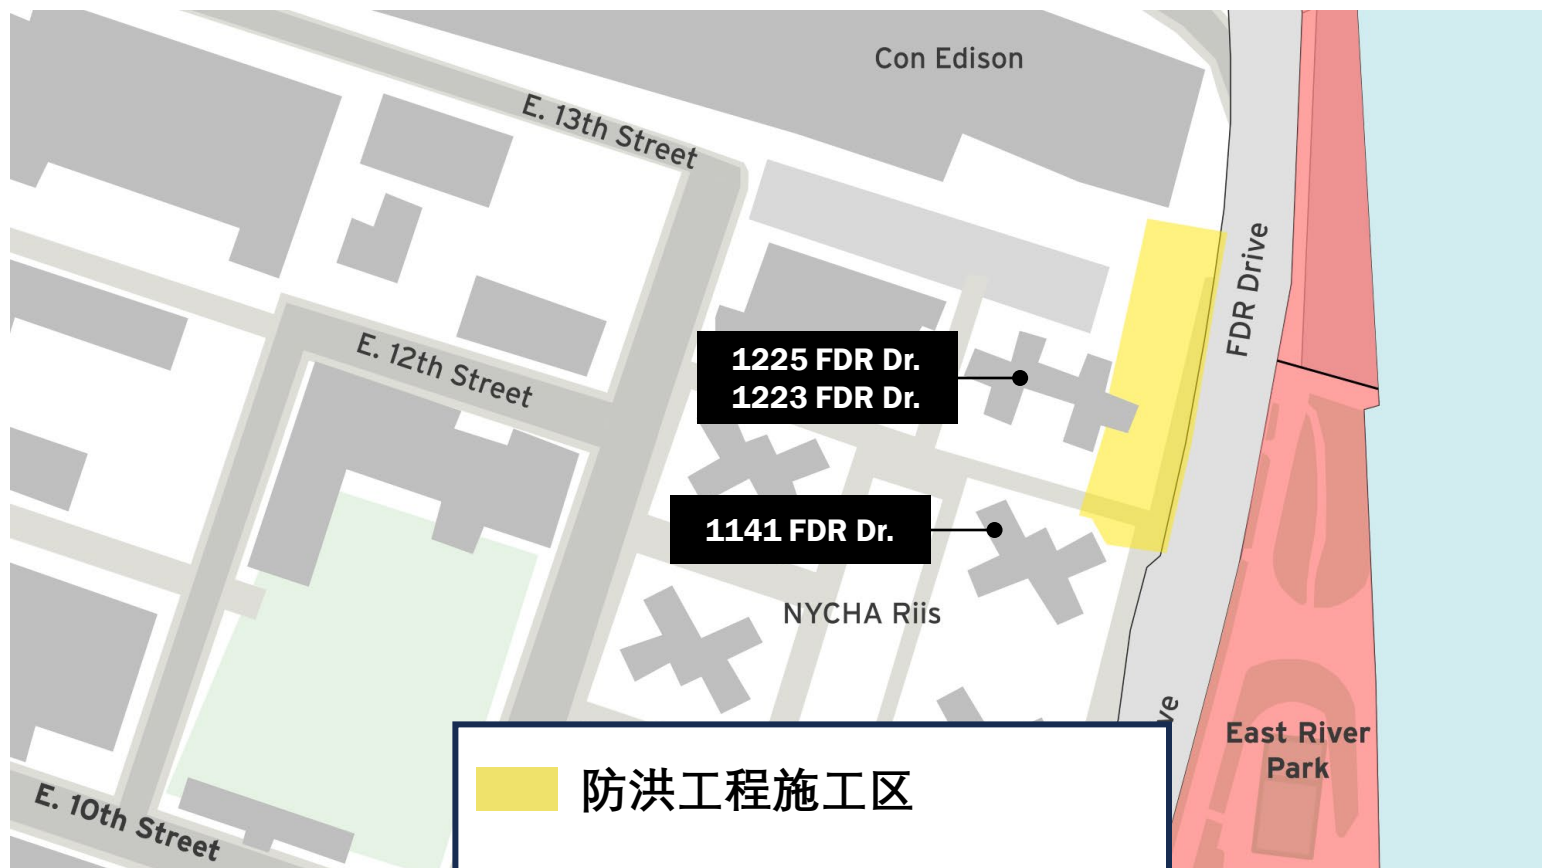 Con Edison
E. 13th Street
FDR Drive
E. 12th Street
1225 FDR Dr.
1223 FDR Dr.
1141 FDR Dr.
NYCHA Riis
East River
Park
防洪工程施工区
E. 10th Street